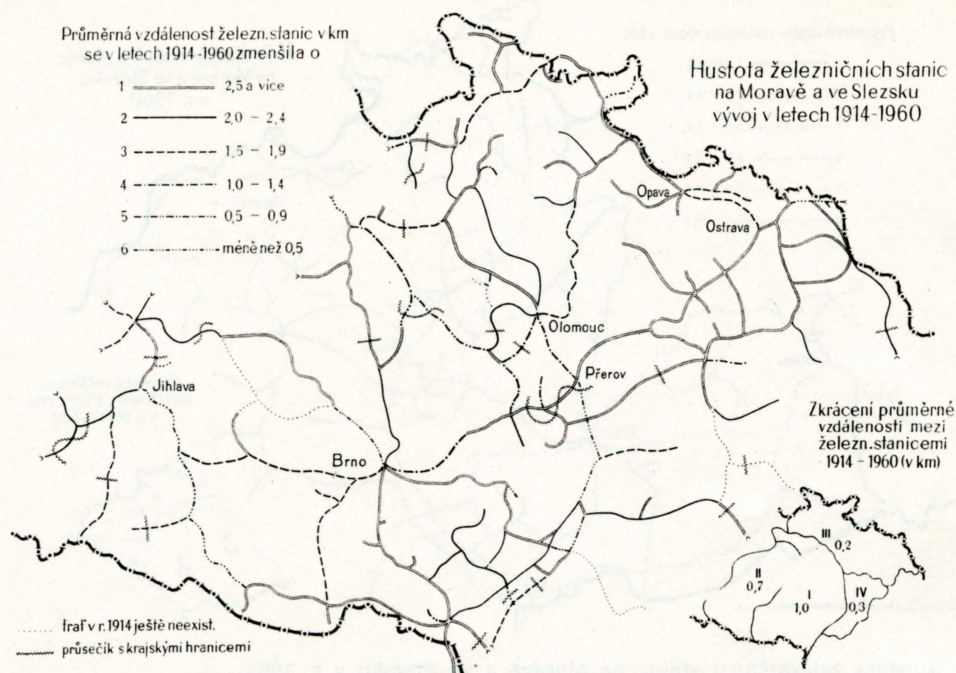 Průměrná vzdálenost železn.stanic v km
se v letech 1914-1960 zmenšila o
1 2,5 a více
2 2,0 - 2,4
3 1,5 - 1,9
4 1,0 - 1,4
5 0,5 - 0,9
6 méně než 0,5
Hustota železničních stanic
na Moravě a ve Slezsku
vývoj v letech 1914-1960
Opava
Ostrava
Olomouc
Přerov
Jihlava
Brno
Zkrácení průměrné
vzdálenosti mezi
železn.stanicemi
1914 - 1960 (v km)
III
0,2
II
0,7
I
1,0
IV
0,3
trať v r.1914 ještě neexist.
průsečík s krajskými hranicemi